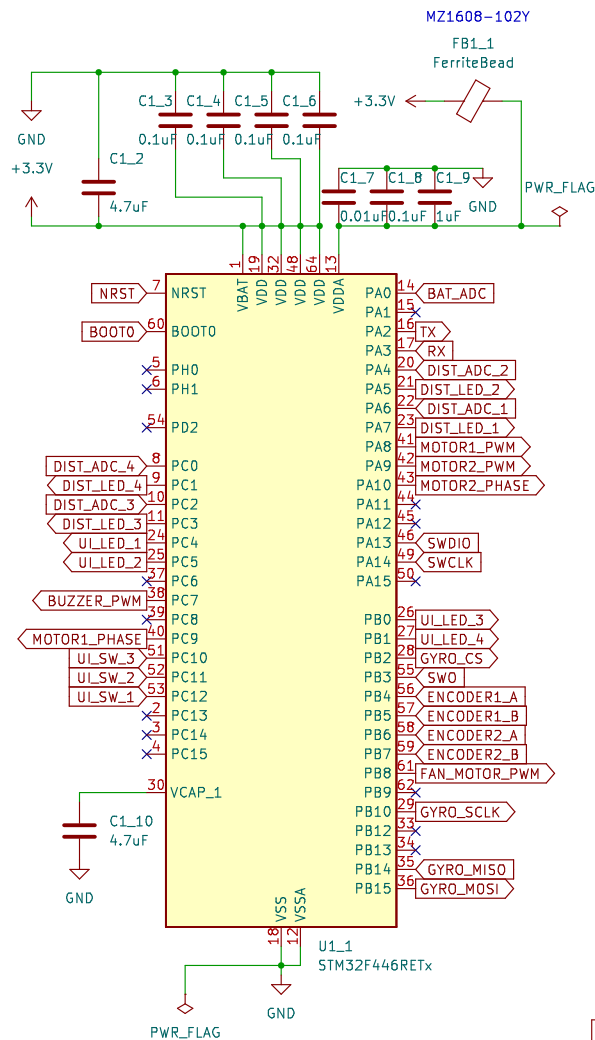 MZ1608-102Y
FB1_1
FerriteBead
+3.3V
C1_3
C1_4
C1_5
C1_6
0.1uF
0.1uF
0.1uF
0.1uF
GND
+3.3V
C1_2
4.7uF
C1_7
C1_8
C1_9
0.01uF
0.1uF
1uF
GND
PWR_FLAG
1
19
32
48
64
13
VBAT
VDD
VDD
VDD
VDD
VDDA
NRST 7 NRST
BOOT0 60 BOOT0
5 PH0
6 PH1
54 PD2
DIST_ADC_4 8 PC0
DIST_LED_4 9 PC1
DIST_ADC_3 10 PC2
DIST_LED_3 11 PC3
UI_LED_1 24 PC4
UI_LED_2 25 PC5
37 PC6
BUZZER_PWM 38 PC7
39 PC8
MOTOR1_PHASE 40 PC9
UI_SW_3 51 PC10
UI_SW_2 52 PC11
UI_SW_1 53 PC12
2 PC13
3 PC14
4 PC15
30 VCAP_1
C1_10
4.7uF
GND
PA0 14 BAT_ADC
PA1 15
PA2 16 TX
PA3 17 RX
PA4 20 DIST_ADC_2
PA5 21 DIST_LED_2
PA6 22 DIST_ADC_1
PA7 23 DIST_LED_1
PA8 41 MOTOR1_PWM
PA9 42 MOTOR2_PWM
PA10 43 MOTOR2_PHASE
PA11 44
PA12 45
PA13 46 SWDIO
PA14 49 SWCLK
PA15 50
PB0 26 UI_LED_3
PB1 27 UI_LED_4
PB2 28 GYRO_CS
PB3 55 SWO
PB4 56 ENCODER1_A
PB5 57 ENCODER1_B
PB6 58 ENCODER2_A
PB7 59 ENCODER2_B
PB8 61 FAN_MOTOR_PWM
PB9 62
PB10 29 GYRO_SCLK
PB12 33
PB13 34
PB14 35 GYRO_MISO
PB15 36 GYRO_MOSI
VSS
VSSA
18
12
U1_1
STM32F446RETx
GND
PWR_FLAG